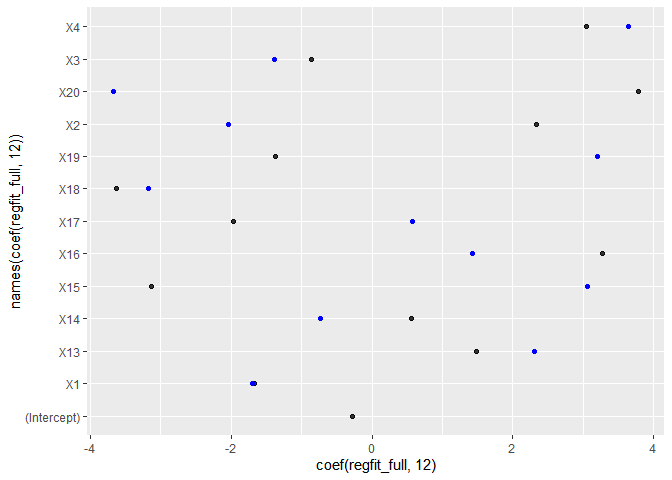 names(coef(regfit_full, 12))
X4
X3
X20
X2
X19
X18
X17
X16
X15
X14
X13
X1
(Intercept)
-4 -2 0 2 4
coef(regfit_full, 12)